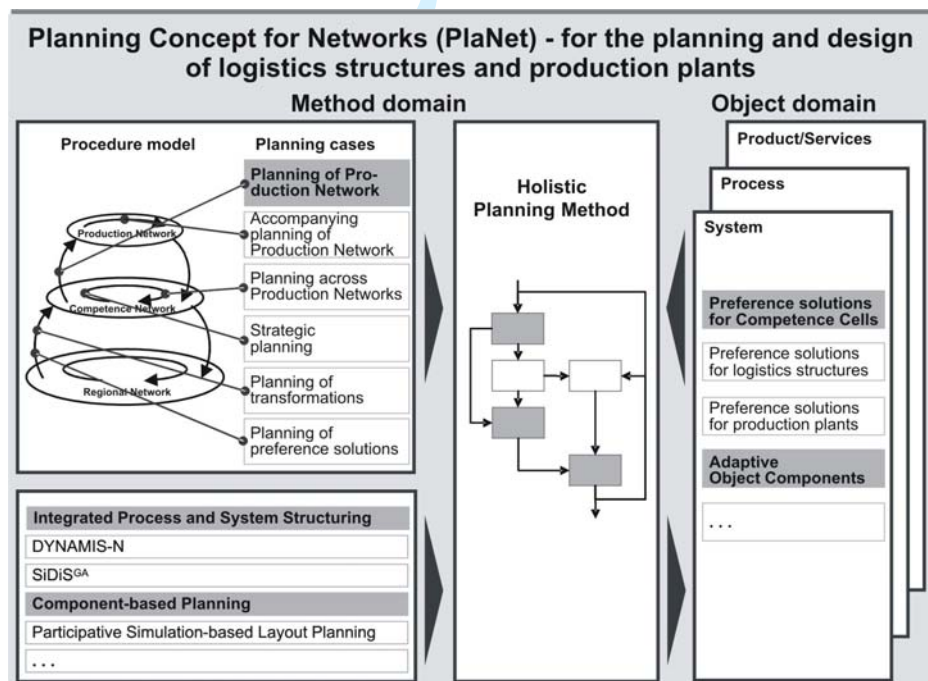 Planning Concept for Networks (PlaNet) - for the planning and design
of logistics structures and production plants
Method domain
Object domain
Procedure model
Planning cases
Production Network
Competence Network
Regional Network
Planning of Pro-
duction Network
Accompanying
planning of
Production Network
Planning across
Production Networks
Strategic
planning
Planning of
transformations
Planning of
preference solutions
Integrated Process and System Structuring
DYNAMIS-N
SiDiSGA
Component-based Planning
Participative Simulation-based Layout Planning
. . .
Holistic
Planning Method
Product/Services
Process
System
Preference solutions
for Competence Cells
Preference solutions
for logistics structures
Preference solutions
for production plants
Adaptive
Object Components
. . .